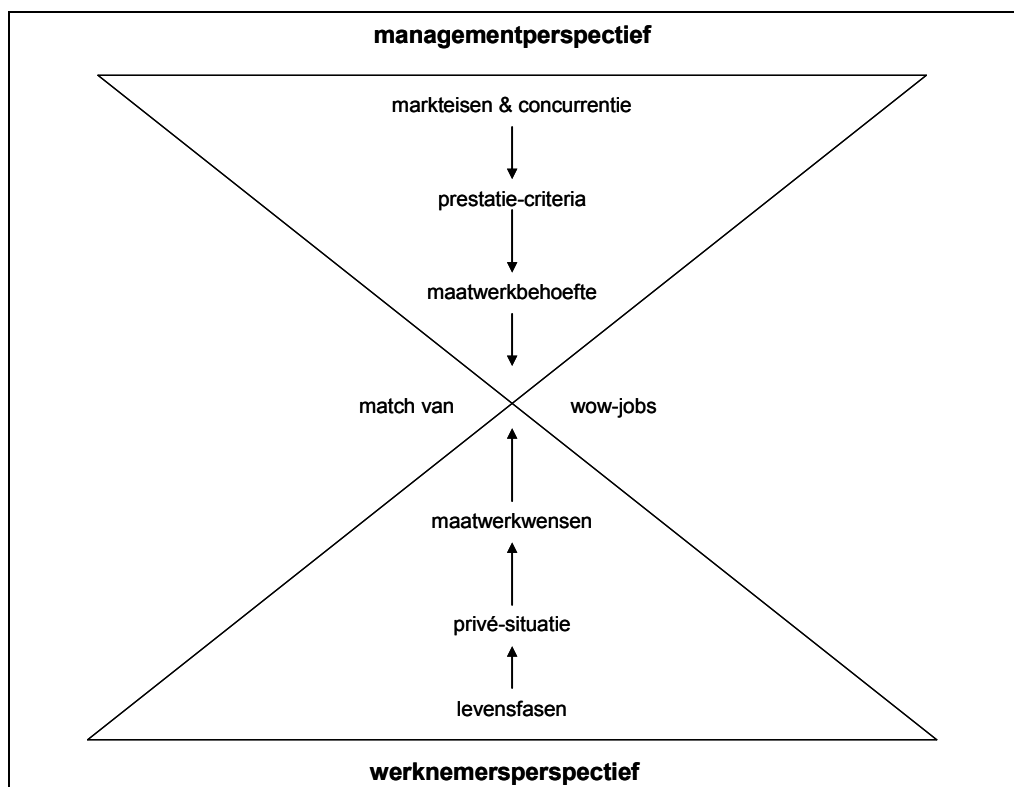 managementperspectief
markteisen & concurrentie
prestatie-criteria
maatwerkbehoefte
match van wow-jobs
maatwerkwensen
privé-situatie
levensfasen
werknemersperspectief